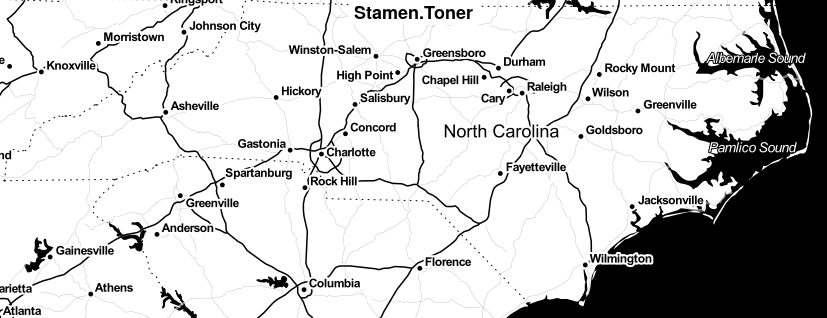 Kingsport
Stamen.Toner
Johnson City
Morristown
Winston-Salem
Greensboro
Albemarle Sound
Knoxville
High Point
Durham
Chapel Hill
Rocky Mount
Hickory
Salisbury
Cary
Raleigh
Wilson
Asheville
Greenville
Concord
North Carolina
Goldsboro
Gastonia
Charlotte
Pamlico Sound
nd
Spartanburg
Rock Hill
Fayetteville
Greenville
Jacksonville
Anderson
Gainesville
Florence
Wilmington
Columbia
arietta
Athens
Atlanta